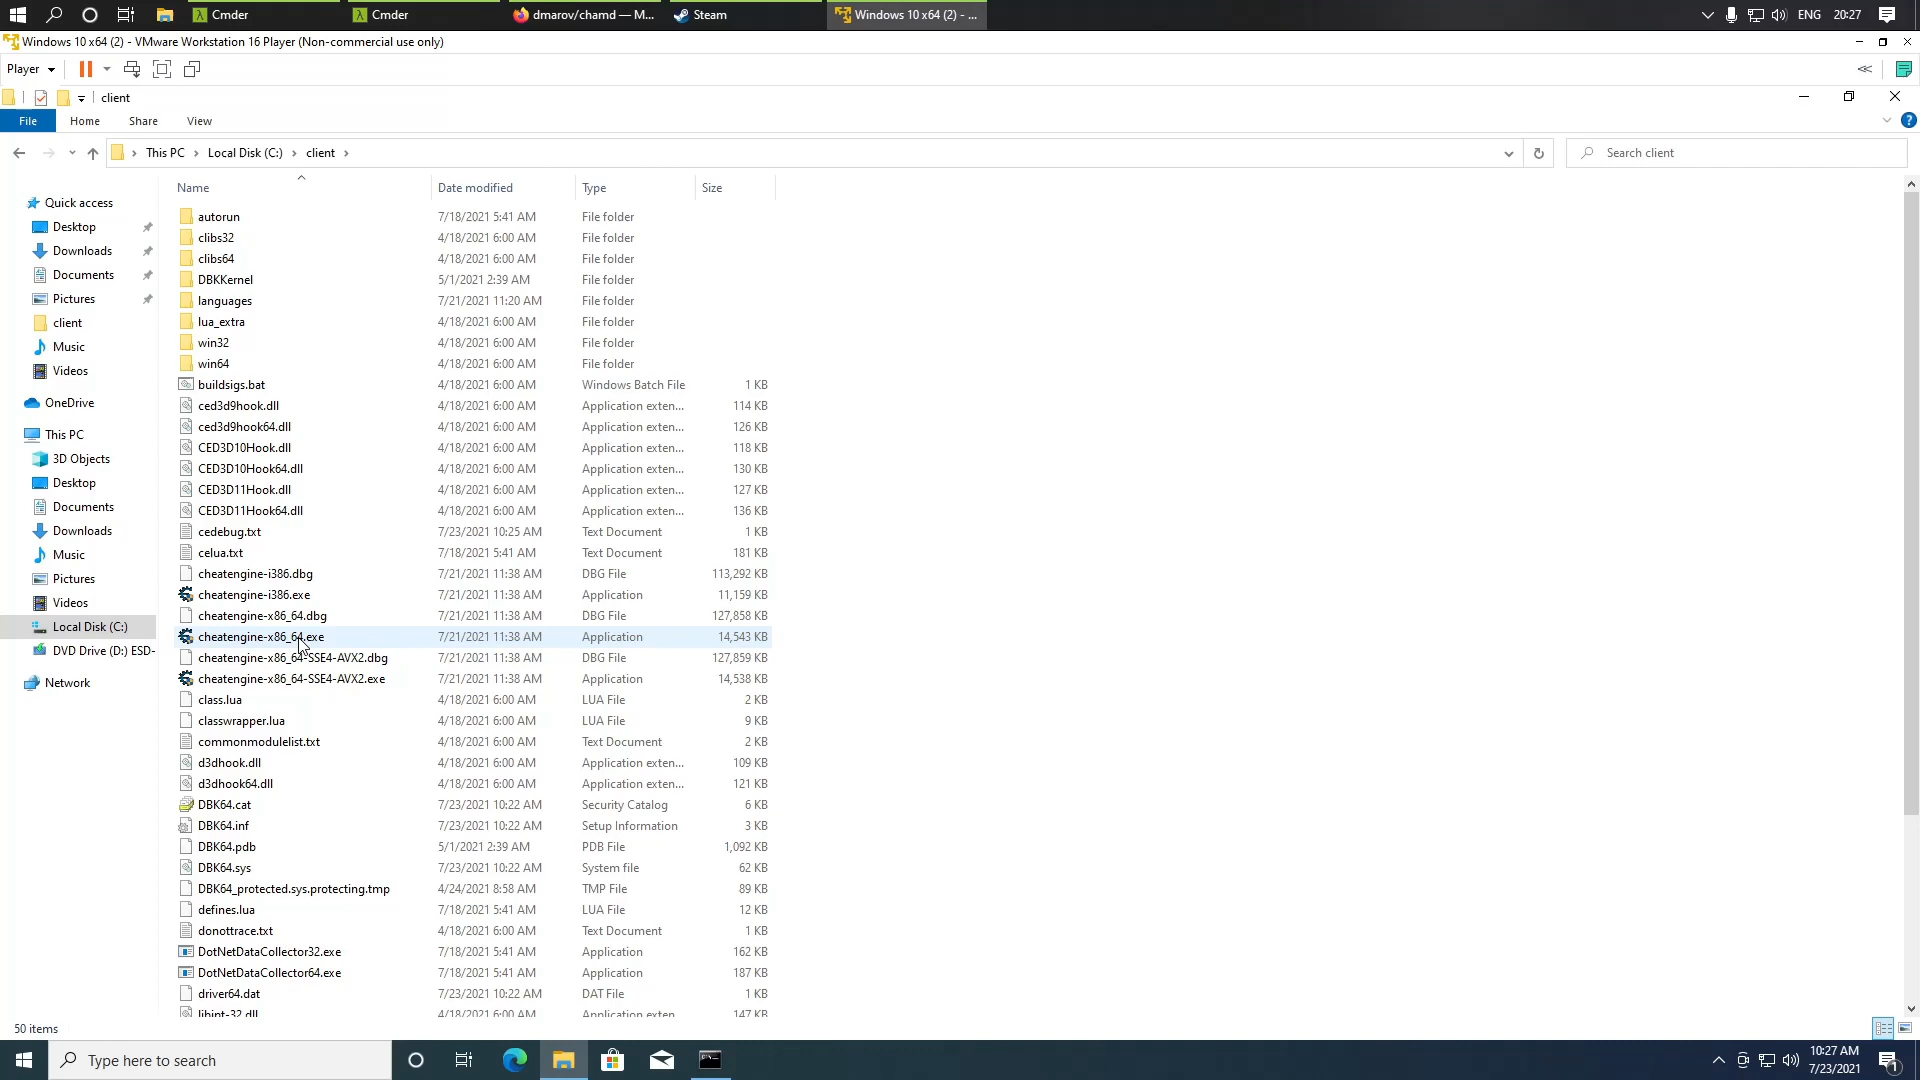 Cmder
Cmder
dmarov/chamd — M...
Steam
Windows 10 x64 (2) - ...
ENG
20:27
Windows 10 x64 (2) - VMware Workstation 16 Player (Non-commercial use only)
Player
client
File
Home
Share
View
This PC
Local Disk (C:)
client
Search client
Name
Date modified
Type
Size
Quick access
Desktop
Downloads
Documents
Pictures
client
Music
Videos
OneDrive
This PC
3D Objects
Desktop
Documents
Downloads
Music
Pictures
Videos
Local Disk (C:)
DVD Drive (D:) ESD-
Network
autorun 7/18/2021 5:41 AM File folder
clibs32 4/18/2021 6:00 AM File folder
clibs64 4/18/2021 6:00 AM File folder
DBKKernel 5/1/2021 2:39 AM File folder
languages 7/21/2021 11:20 AM File folder
lua_extra 4/18/2021 6:00 AM File folder
win32 4/18/2021 6:00 AM File folder
win64 4/18/2021 6:00 AM File folder
buildsigs.bat 4/18/2021 6:00 AM Windows Batch File 1 KB
ced3d9hook.dll 4/18/2021 6:00 AM Application exten... 114 KB
ced3d9hook64.dll 4/18/2021 6:00 AM Application exten... 126 KB
CED3D10Hook.dll 4/18/2021 6:00 AM Application exten... 118 KB
CED3D10Hook64.dll 4/18/2021 6:00 AM Application exten... 130 KB
CED3D11Hook.dll 4/18/2021 6:00 AM Application exten... 127 KB
CED3D11Hook64.dll 4/18/2021 6:00 AM Application exten... 136 KB
cedebug.txt 7/23/2021 10:25 AM Text Document 1 KB
celua.txt 7/18/2021 5:41 AM Text Document 181 KB
cheatengine-i386.dbg 7/21/2021 11:38 AM DBG File 113,292 KB
cheatengine-i386.exe 7/21/2021 11:38 AM Application 11,159 KB
cheatengine-x86_64.dbg 7/21/2021 11:38 AM DBG File 127,858 KB
cheatengine-x86_64.exe 7/21/2021 11:38 AM Application 14,543 KB
cheatengine-x86_64-SSE4-AVX2.dbg 7/21/2021 11:38 AM DBG File 127,859 KB
cheatengine-x86_64-SSE4-AVX2.exe 7/21/2021 11:38 AM Application 14,538 KB
class.lua 4/18/2021 6:00 AM LUA File 2 KB
classwrapper.lua 4/18/2021 6:00 AM LUA File 9 KB
commonmodulelist.txt 4/18/2021 6:00 AM Text Document 2 KB
d3dhook.dll 4/18/2021 6:00 AM Application exten... 109 KB
d3dhook64.dll 4/18/2021 6:00 AM Application exten... 121 KB
DBK64.cat 7/23/2021 10:22 AM Security Catalog 6 KB
DBK64.inf 7/23/2021 10:22 AM Setup Information 3 KB
DBK64.pdb 5/1/2021 2:39 AM PDB File 1,092 KB
DBK64.sys 7/23/2021 10:22 AM System file 62 KB
DBK64_protected.sys.protecting.tmp 4/24/2021 8:58 AM TMP File 89 KB
defines.lua 7/18/2021 5:41 AM LUA File 12 KB
donottrace.txt 4/18/2021 6:00 AM Text Document 1 KB
DotNetDataCollector32.exe 7/18/2021 5:41 AM Application 162 KB
DotNetDataCollector64.exe 7/18/2021 5:41 AM Application 187 KB
driver64.dat 7/23/2021 10:22 AM DAT File 1 KB
libipt-32.dll 4/18/2021 6:00 AM Application exten... 147 KB
50 items
Type here to search
10:27 AM
7/23/2021
1